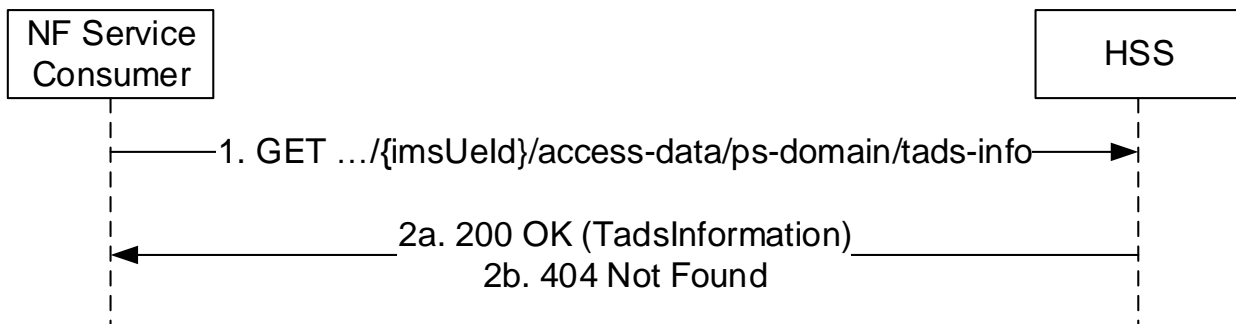 NF Service
Consumer
HSS
1. GET …/{imsUeId}/access-data/ps-domain/tads-info
2a. 200 OK (TadsInformation)
2b. 404 Not Found